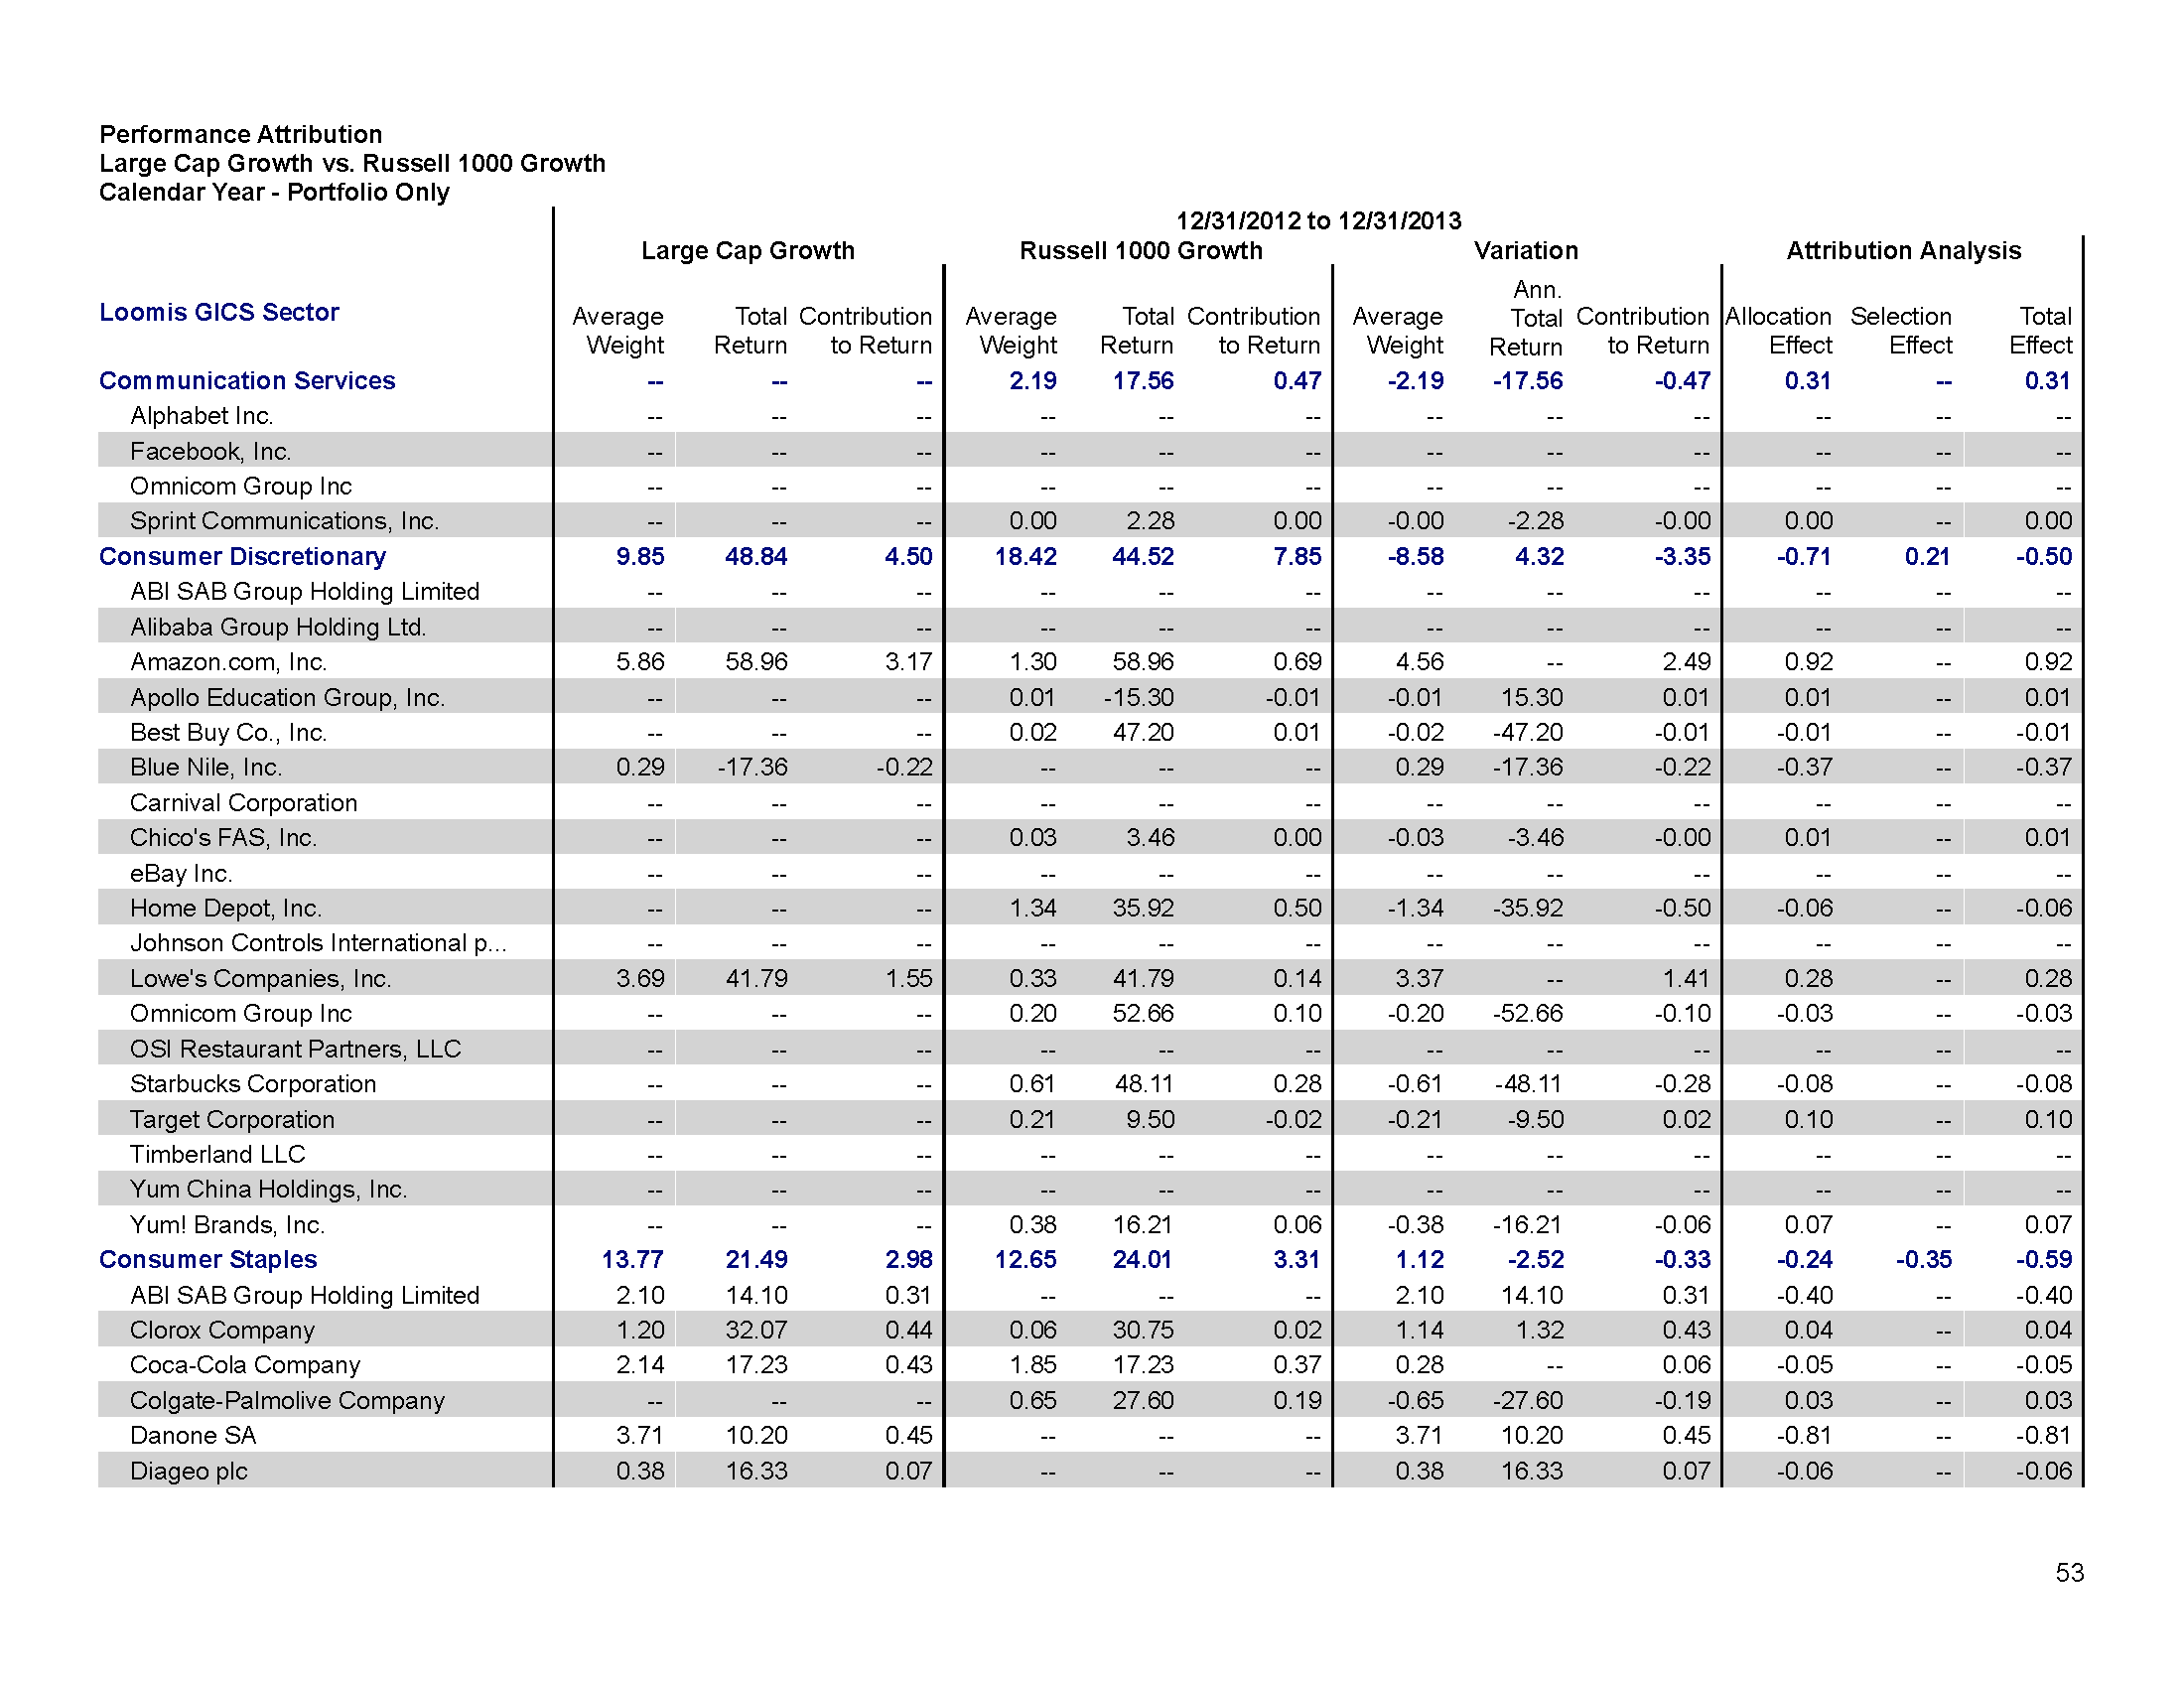 Performance Attribution
Large Cap Growth vs. Russell 1000 Growth
Calendar Year - Portfolio Only
12/31/2012 to 12/31/2013
Large Cap Growth Russell 1000 Growth Variation Attribution Analysis
Loomis GICS Sector Average Weight Total Return Contribution to Return Average Weight Total Return Contribution to Return Average Weight Ann. Total Return Contribution to Return Allocation Effect Selection Effect Total Effect
Communication Services -- -- -- 2.19 17.56 0.47 -2.19 -17.56 -0.47 0.31 -- 0.31
Alphabet Inc. -- -- -- -- -- -- -- -- -- -- -- --
Facebook, Inc. -- -- -- -- -- -- -- -- -- -- -- --
Omnicom Group Inc -- -- -- -- -- -- -- -- -- -- -- --
Sprint Communications, Inc. -- -- -- 0.00 2.28 0.00 -0.00 -2.28 -0.00 0.00 -- 0.00
Consumer Discretionary 9.85 48.84 4.50 18.42 44.52 7.85 -8.58 4.32 -3.35 -0.71 0.21 -0.50
ABI SAB Group Holding Limited -- -- -- -- -- -- -- -- -- -- -- --
Alibaba Group Holding Ltd. -- -- -- -- -- -- -- -- -- -- -- --
Amazon.com, Inc. 5.86 58.96 3.17 1.30 58.96 0.69 4.56 -- 2.49 0.92 -- 0.92
Apollo Education Group, Inc. -- -- -- 0.01 -15.30 -0.01 -0.01 15.30 0.01 0.01 -- 0.01
Best Buy Co., Inc. -- -- -- 0.02 47.20 0.01 -0.02 -47.20 -0.01 -0.01 -- -0.01
Blue Nile, Inc. 0.29 -17.36 -0.22 -- -- -- 0.29 -17.36 -0.22 -0.37 -- -0.37
Carnival Corporation -- -- -- -- -- -- -- -- -- -- -- --
Chico's FAS, Inc. -- -- -- 0.03 3.46 0.00 -0.03 -3.46 -0.00 0.01 -- 0.01
eBay Inc. -- -- -- -- -- -- -- -- -- -- -- --
Home Depot, Inc. -- -- -- 1.34 35.92 0.50 -1.34 -35.92 -0.50 -0.06 -- -0.06
Johnson Controls International p... -- -- -- -- -- -- -- -- -- -- -- --
Lowe's Companies, Inc. 3.69 41.79 1.55 0.33 41.79 0.14 3.37 -- 1.41 0.28 -- 0.28
Omnicom Group Inc -- -- -- 0.20 52.66 0.10 -0.20 -52.66 -0.10 -0.03 -- -0.03
OSI Restaurant Partners, LLC -- -- -- -- -- -- -- -- -- -- -- --
Starbucks Corporation -- -- -- 0.61 48.11 0.28 -0.61 -48.11 -0.28 -0.08 -- -0.08
Target Corporation -- -- -- 0.21 9.50 -0.02 -0.21 -9.50 0.02 0.10 -- 0.10
Timberland LLC -- -- -- -- -- -- -- -- -- -- -- --
Yum China Holdings, Inc. -- -- -- -- -- -- -- -- -- -- -- --
Yum! Brands, Inc. -- -- -- 0.38 16.21 0.06 -0.38 -16.21 -0.06 0.07 -- 0.07
Consumer Staples 13.77 21.49 2.98 12.65 24.01 3.31 1.12 -2.52 -0.33 -0.24 -0.35 -0.59
ABI SAB Group Holding Limited 2.10 14.10 0.31 -- -- -- 2.10 14.10 0.31 -0.40 -- -0.40
Clorox Company 1.20 32.07 0.44 0.06 30.75 0.02 1.14 1.32 0.43 0.04 -- 0.04
Coca-Cola Company 2.14 17.23 0.43 1.85 17.23 0.37 0.28 -- 0.06 -0.05 -- -0.05
Colgate-Palmolive Company -- -- -- 0.65 27.60 0.19 -0.65 -27.60 -0.19 0.03 -- 0.03
Danone SA 3.71 10.20 0.45 -- -- -- 3.71 10.20 0.45 -0.81 -- -0.81
Diageo plc 0.38 16.33 0.07 -- -- -- 0.38 16.33 0.07 -0.06 -- -0.06
53